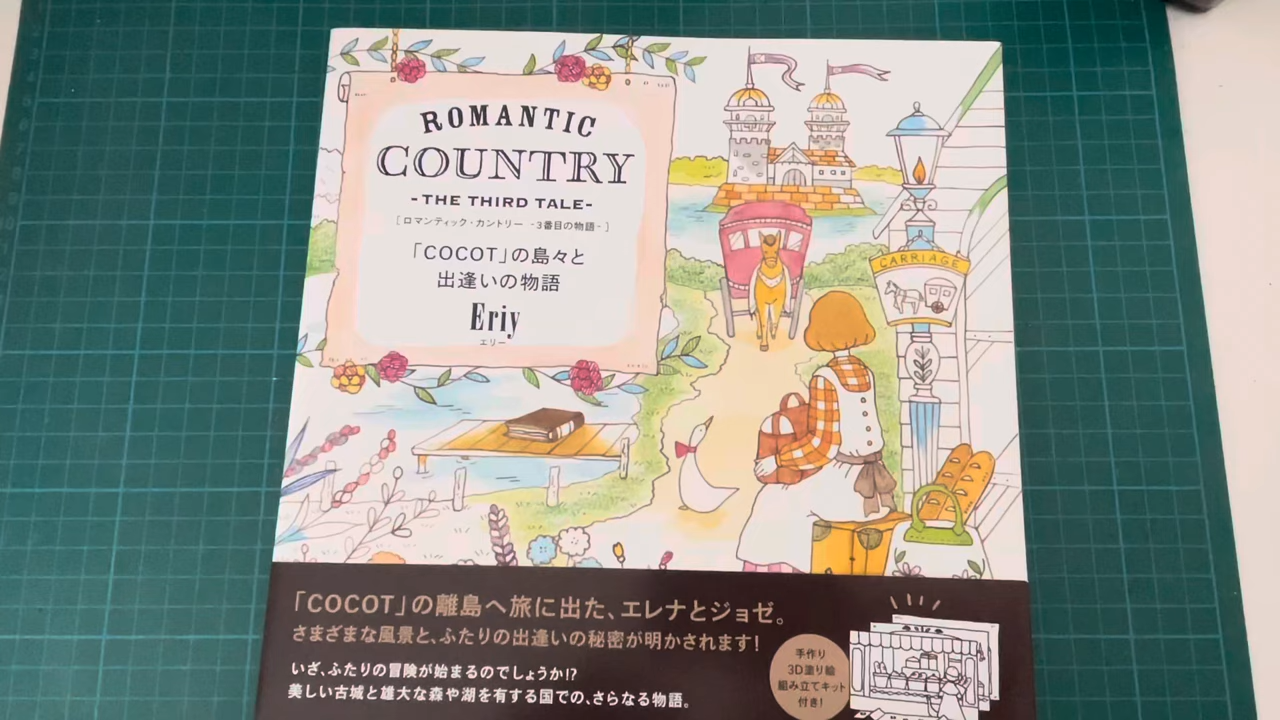 ROMANTIC
COUNTRY
-THE THIRD TALE-
[ロマンティック・カントリー -3番目の物語-]
「COCOT」の島々と
出逢いの物語
Eriy
エリー
CARRIAGE
「COCOT」の離島へ旅に出た、エレナとジョゼ。
さまざまな風景と、ふたりの出逢いの秘密が明かされます!
いざ、ふたりの冒険が始まるのでしょうか!?
美しい古城と雄大な森や湖を有する国での、さらなる物語。
手作り
3D塗り絵
組み立てキット
付き!